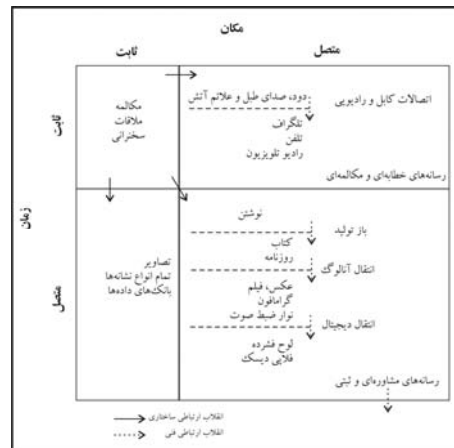 مکان
ثابت
متصل
زمان
ثابت
متصل
مکالمه
ملاقات
سخنرانی
دود، صدای طبل و علائم آتش
اتصالات کابل و رادیویی
تلگراف
تلفن
رادیو تلویزیون
رسانه‌های خطابه‌ای و مکالمه‌ای
تصاویر
تمام انواع نشانه‌ها
بانک‌های داده‌ها
نوشتن
باز تولید
کتاب
روزنامه
انتقال آنالوگ
عکس، فیلم
گرامافون
نوار ضبط صوت
انتقال دیجیتال
لوح فشرده
فلاپی دیسک
رسانه‌های مشاوره‌ای و ثبتی
انقلاب ارتباطی ساختاری
انقلاب ارتباطی فنی